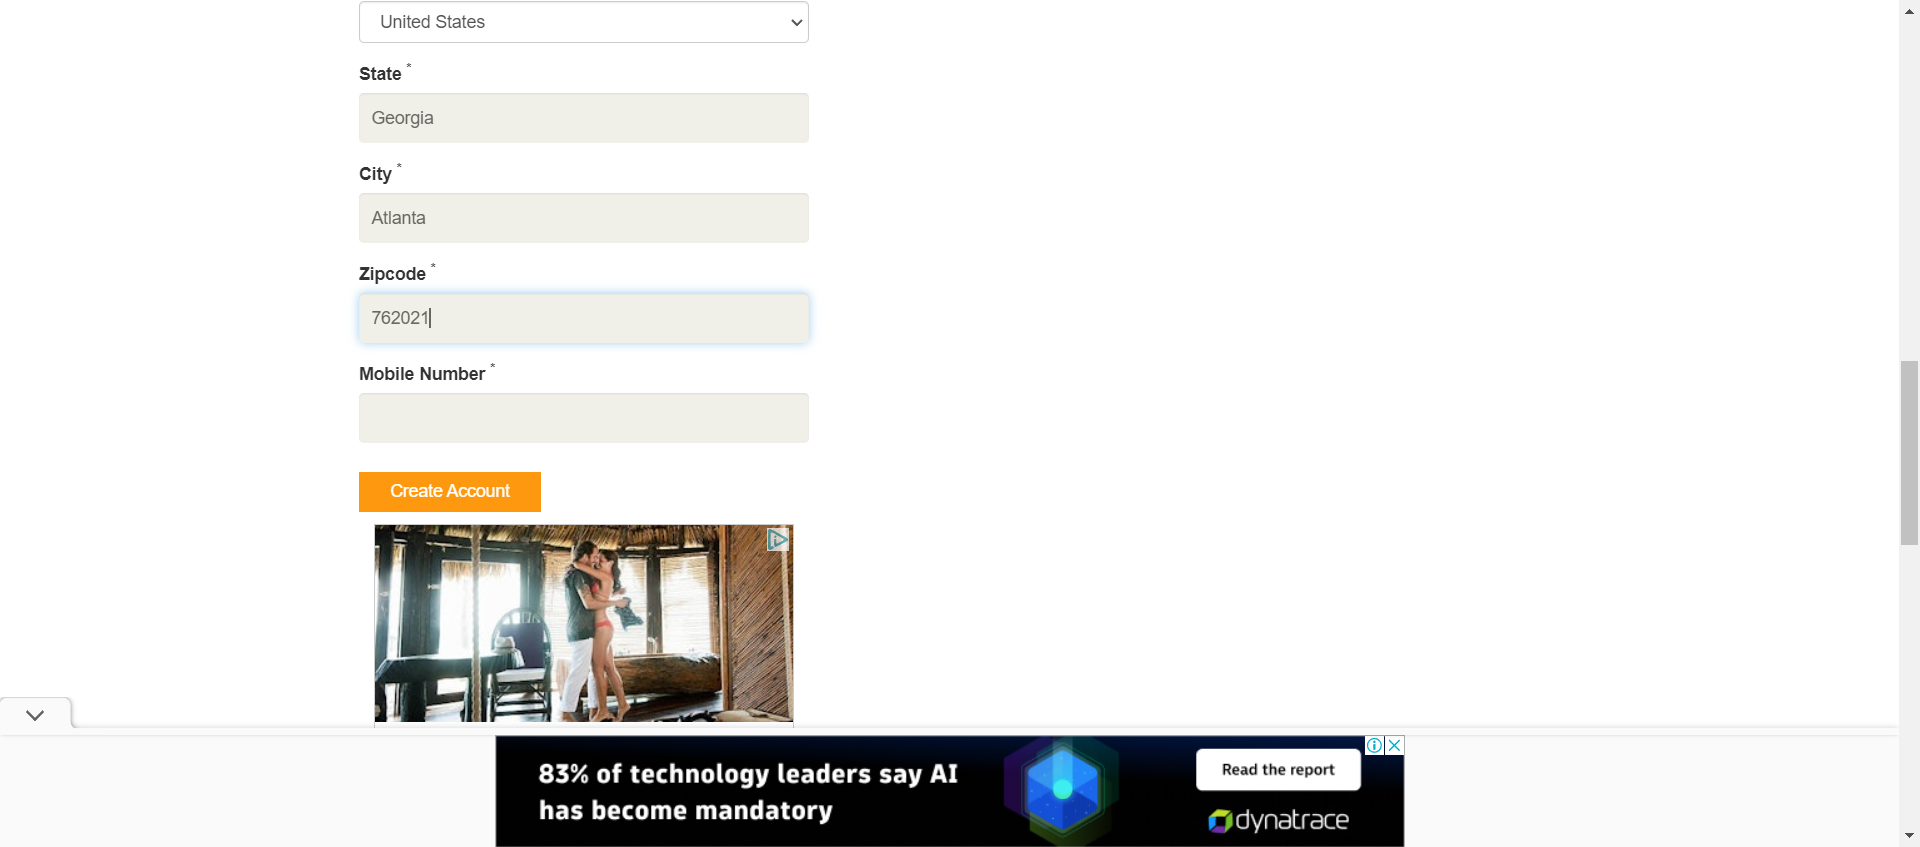 United States
State *
Georgia
City *
Atlanta
Zipcode *
762021
Mobile Number *
Create Account
83% of technology leaders say AI
has become mandatory
Read the report
dynatrace